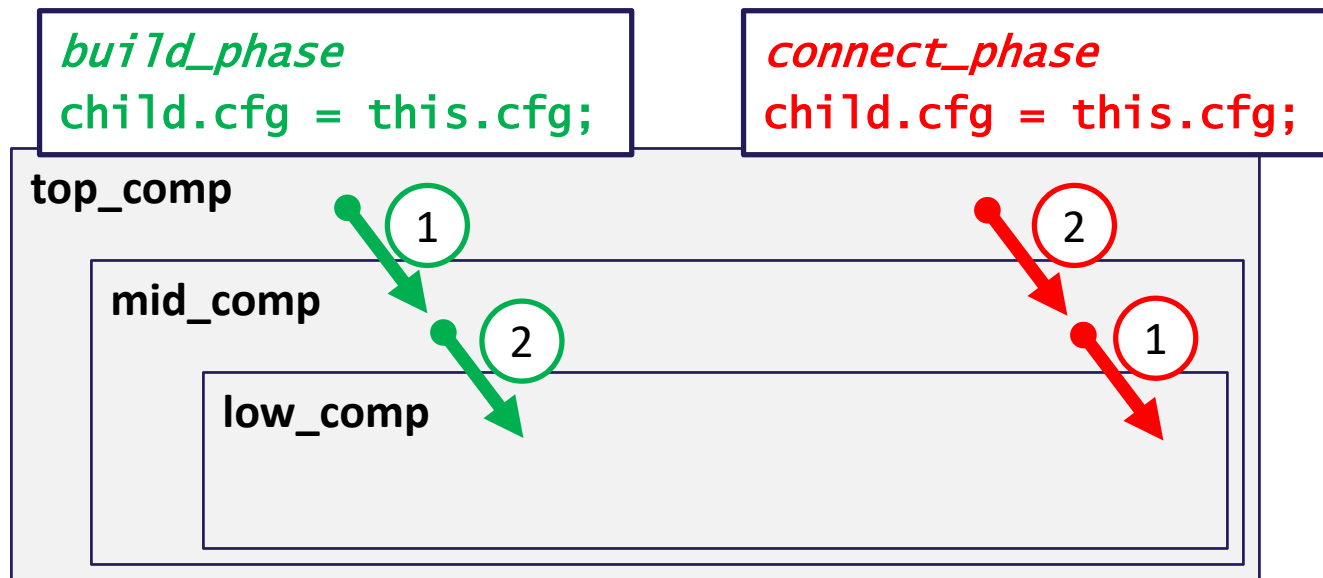 build_phase
child.cfg = this.cfg;
connect_phase
child.cfg = this.cfg;
top_comp
1
2
mid_comp
2
1
low_comp